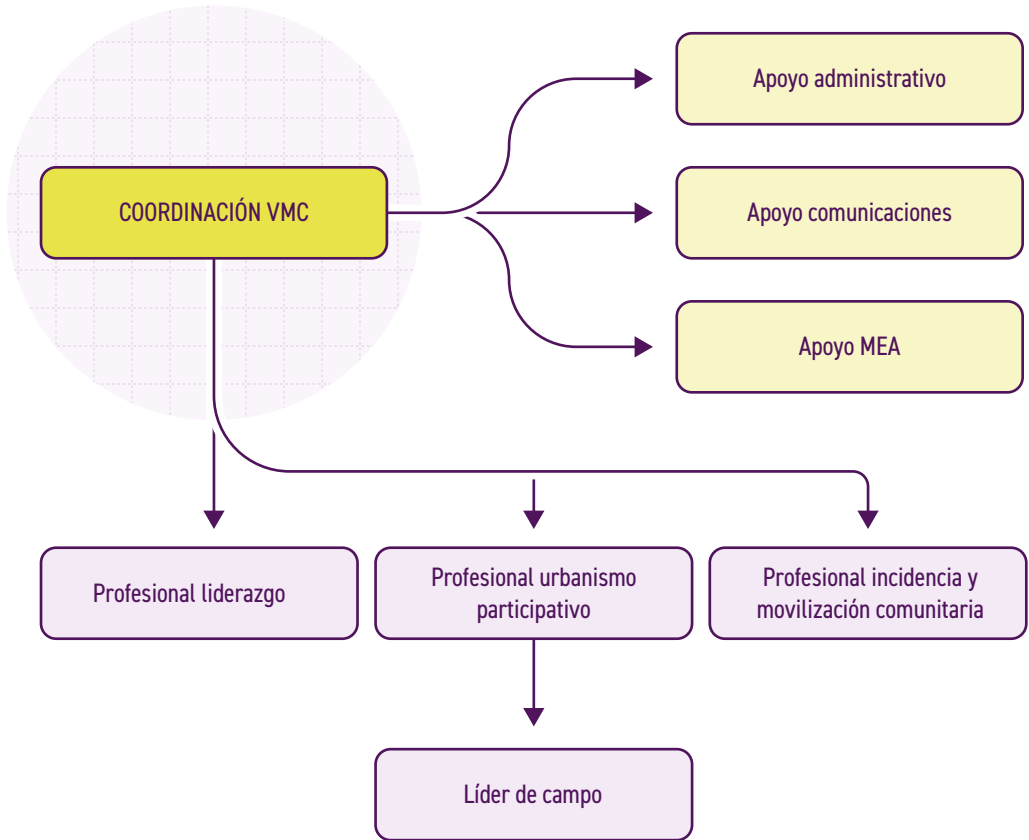 Apoyo administrativo
COORDINACIÓN VMC
Apoyo comunicaciones
Apoyo MEA
Profesional liderazgo
Profesional urbanismo
participativo
Profesional incidencia y
movilización comunitaria
Líder de campo